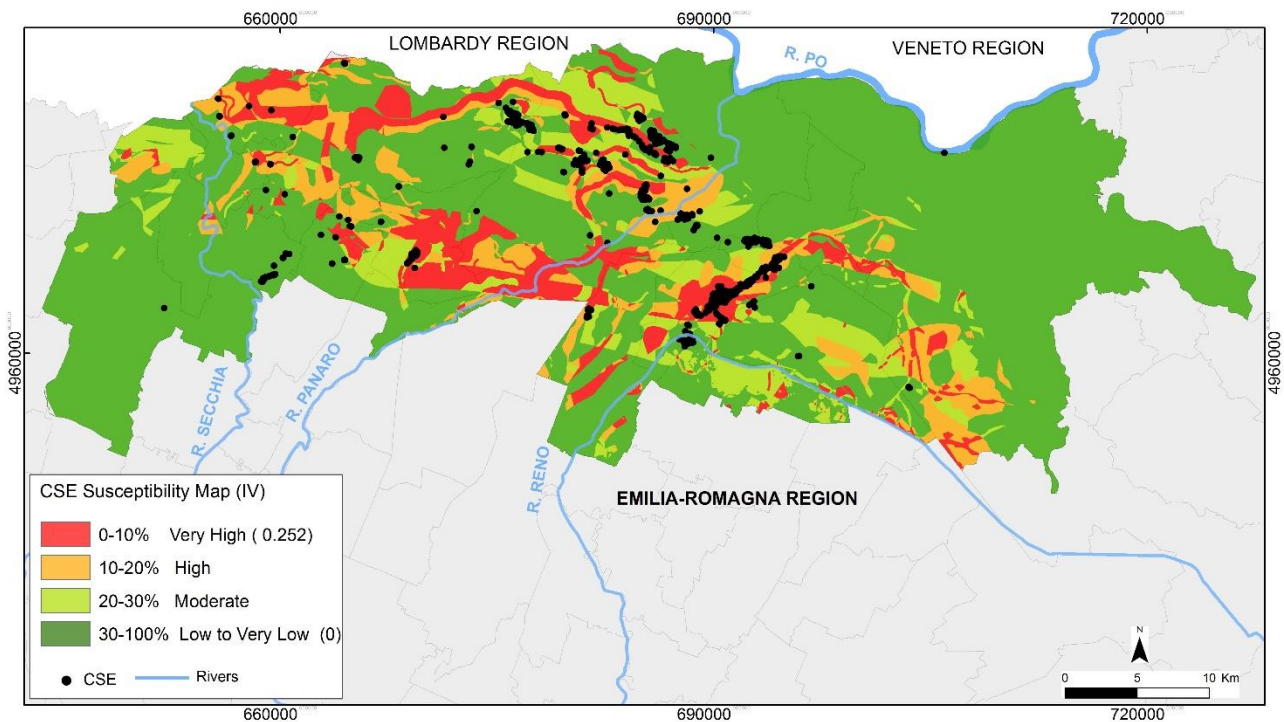 660000 690000 720000
LOMBARDY REGION
VENETO REGION
R. PO
4960000
4960000
R. SECCHIA
R. PANARO
R. RENO
EMILIA-ROMAGNA REGION
CSE Susceptibility Map (IV)
0-10% Very High ( 0.252)
10-20% High
20-30% Moderate
30-100% Low to Very Low (0)
CSE Rivers
N
0 5 10 Km
660000 690000 720000